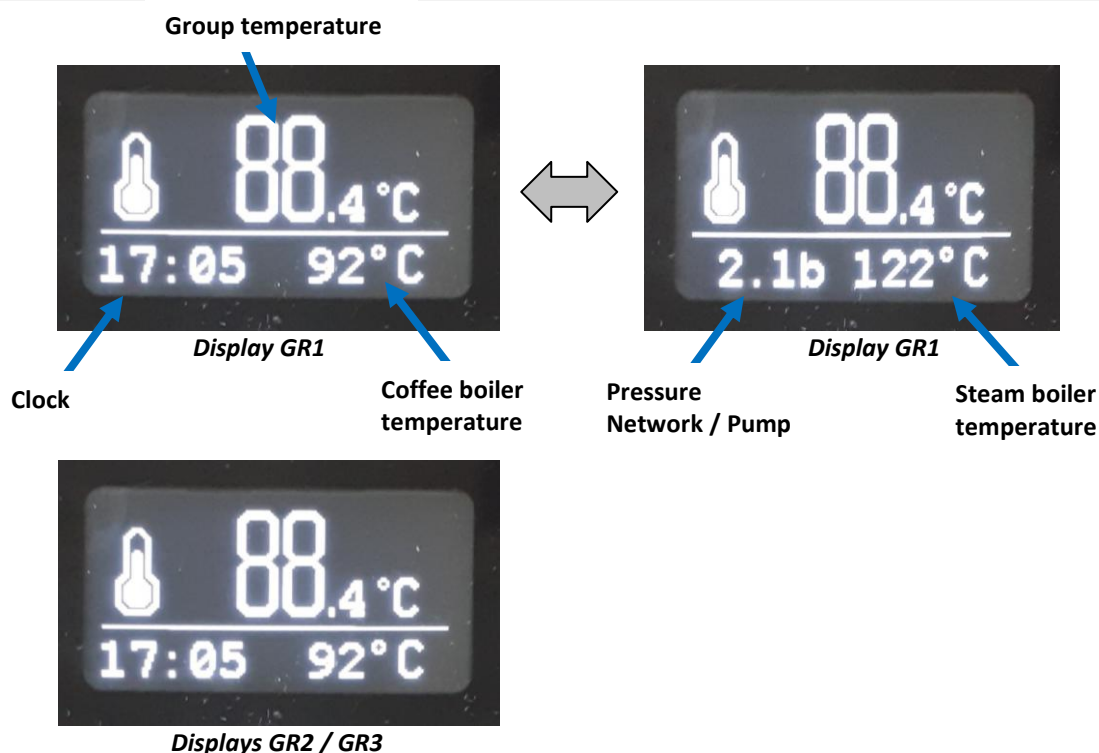 Group temperature
88.4 °C
17:05 92°C
Display GR1
Clock
Coffee boiler
temperature
88.4 °C
2.1b 122°C
Display GR1
Pressure
Network / Pump
Steam boiler
temperature
88.4 °C
17:05 92°C
Displays GR2 / GR3